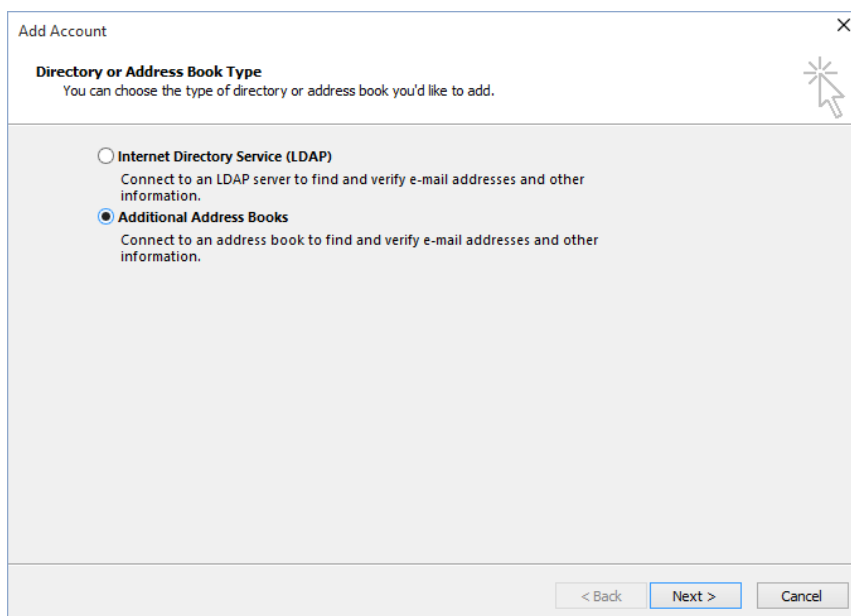 Add Account
Directory or Address Book Type
You can choose the type of directory or address book you'd like to add.
Internet Directory Service (LDAP)
Connect to an LDAP server to find and verify e-mail addresses and other
information.
Additional Address Books
Connect to an address book to find and verify e-mail addresses and other
information.
< Back Next > Cancel